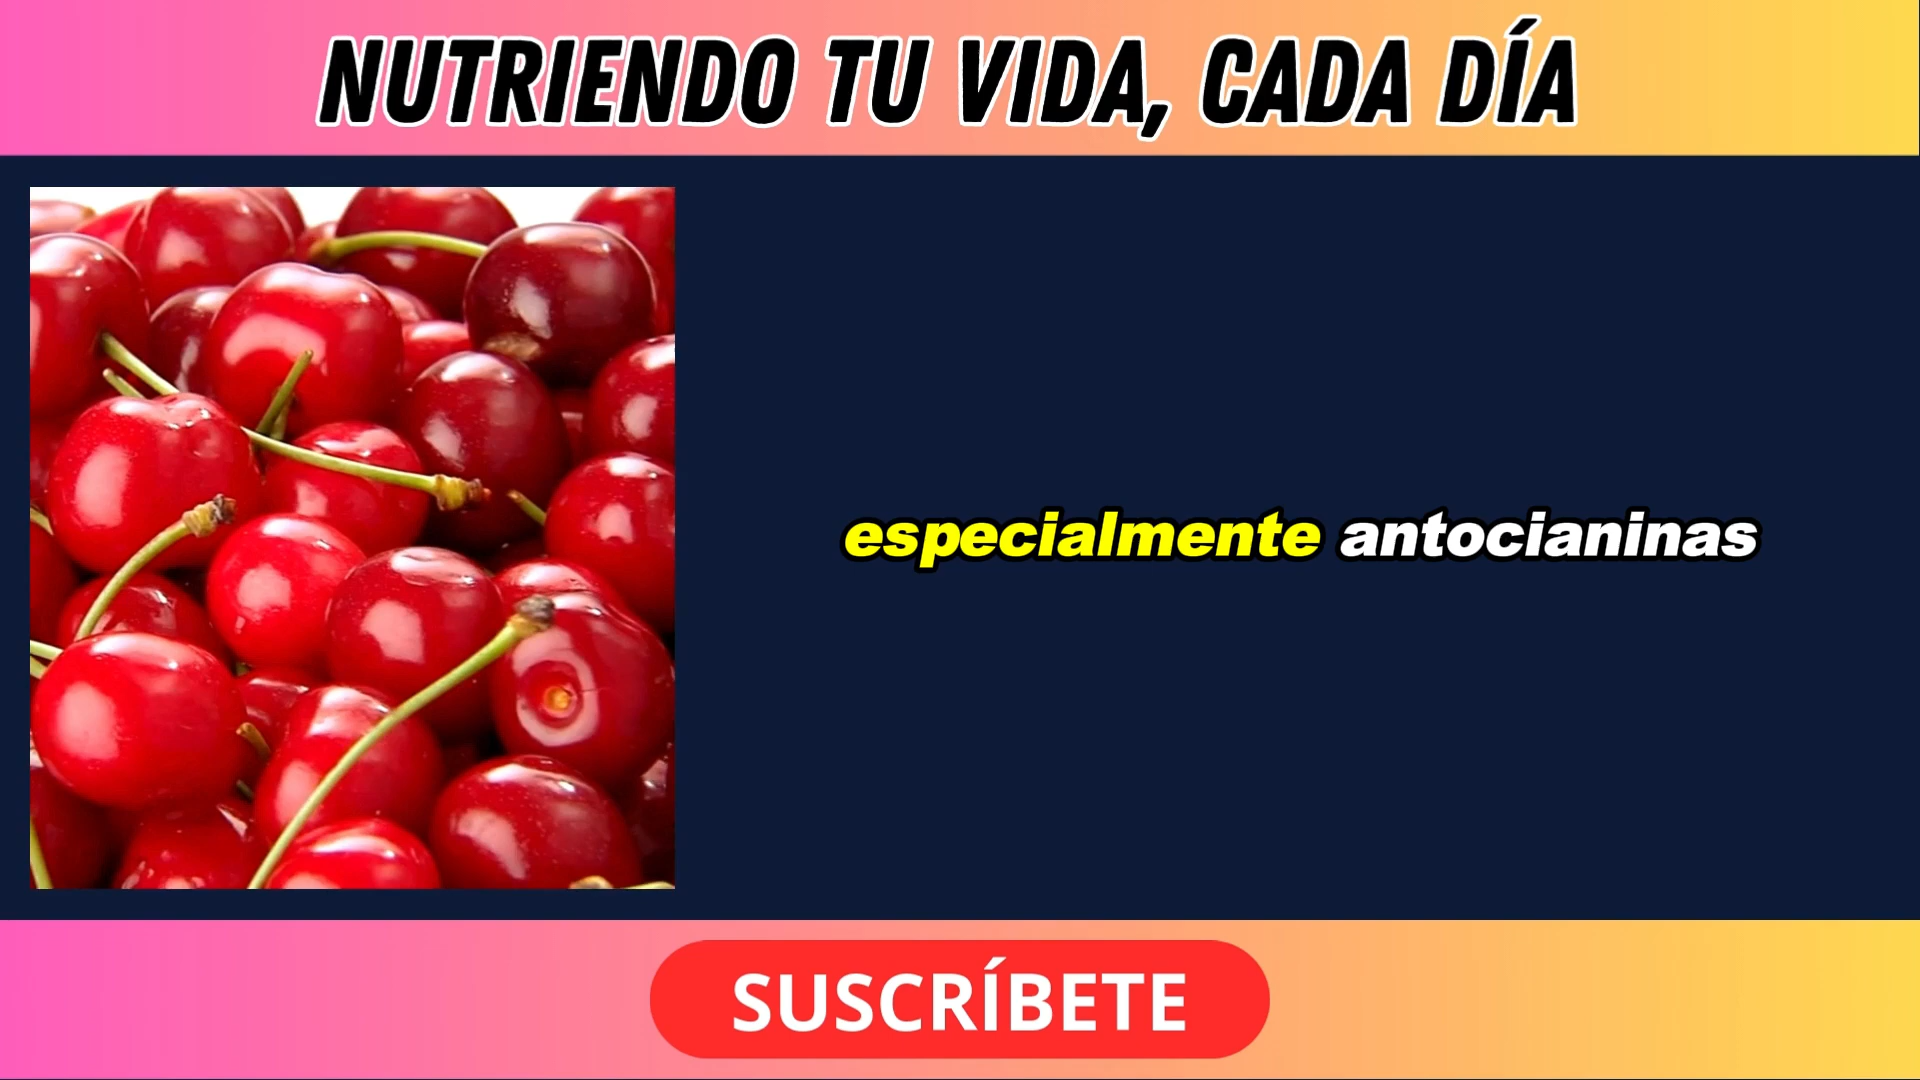 NUTRIENDO TU VIDA, CADA DÍA
especialmente antocianinas
SUSCRÍBETE